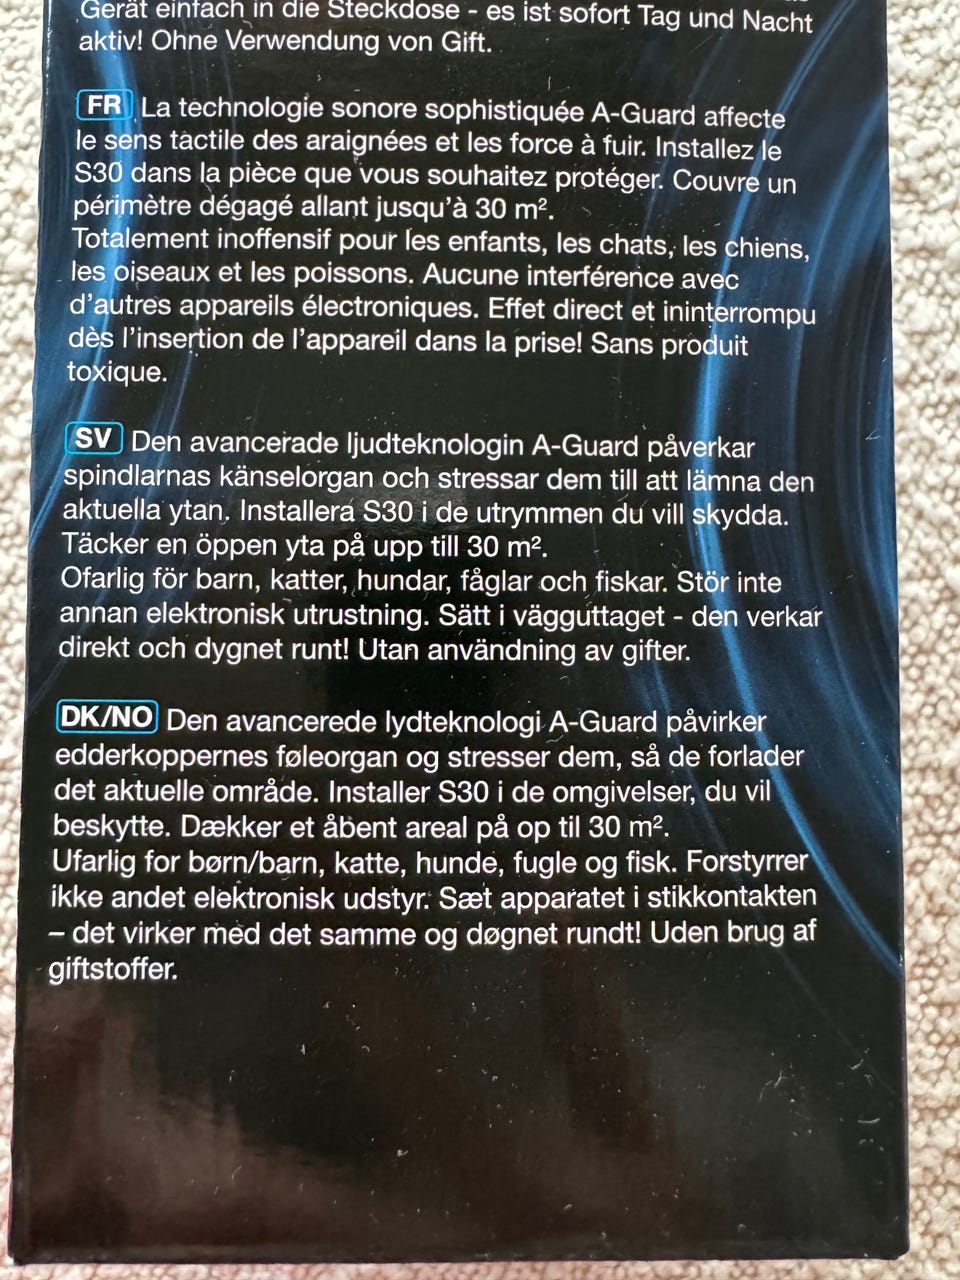 Gerät einfach in die Steckdose - es ist sofort Tag und Nacht
aktiv! Ohne Verwendung von Gift.
FR La technologie sonore sophistiquée A-Guard affecte
le sens tactile des araignées et les force à fuir. Installez le
S30 dans la pièce que vous souhaitez protéger. Couvre un
périmètre dégagé allant jusqu'à 30 m².
Totalement inoffensif pour les enfants, les chats, les chiens,
les oiseaux et les poissons. Aucune interférence avec
d'autres appareils électroniques. Effet direct et ininterrompu
dès l'insertion de l'appareil dans la prise! Sans produit
toxique.
SV Den avancerade ljudteknologin A-Guard påverkar
spindlarnas känselorgan och stressar dem till att lämna den
aktuella ytan. Installera S30 i de utrymmen du vill skydda.
Täcker en öppen yta på upp till 30 m².
Ofarlig för barn, katter, hundar, fåglar och fiskar. Stör inte
annan elektronisk utrustning. Sätt i vägguttaget - den verkar
direkt och dygnet runt! Utan användning av gifter.
DK/NO Den avancerede lydteknologi A-Guard påvirker
edderkoppernes føleorgan og stresser dem, så de forlader
det aktuelle område. Installer S30 i de omgivelser, du vil
beskytte. Dækker et åbent areal på op til 30 m².
Ufarlig for børn/barn, katte, hunde, fugle og fisk. Forstyrrer
ikke andet elektronisk udstyr. Sæt apparatet i stikkontakten
– det virker med det samme og døgnet rundt! Uden brug af
giftstoffer.